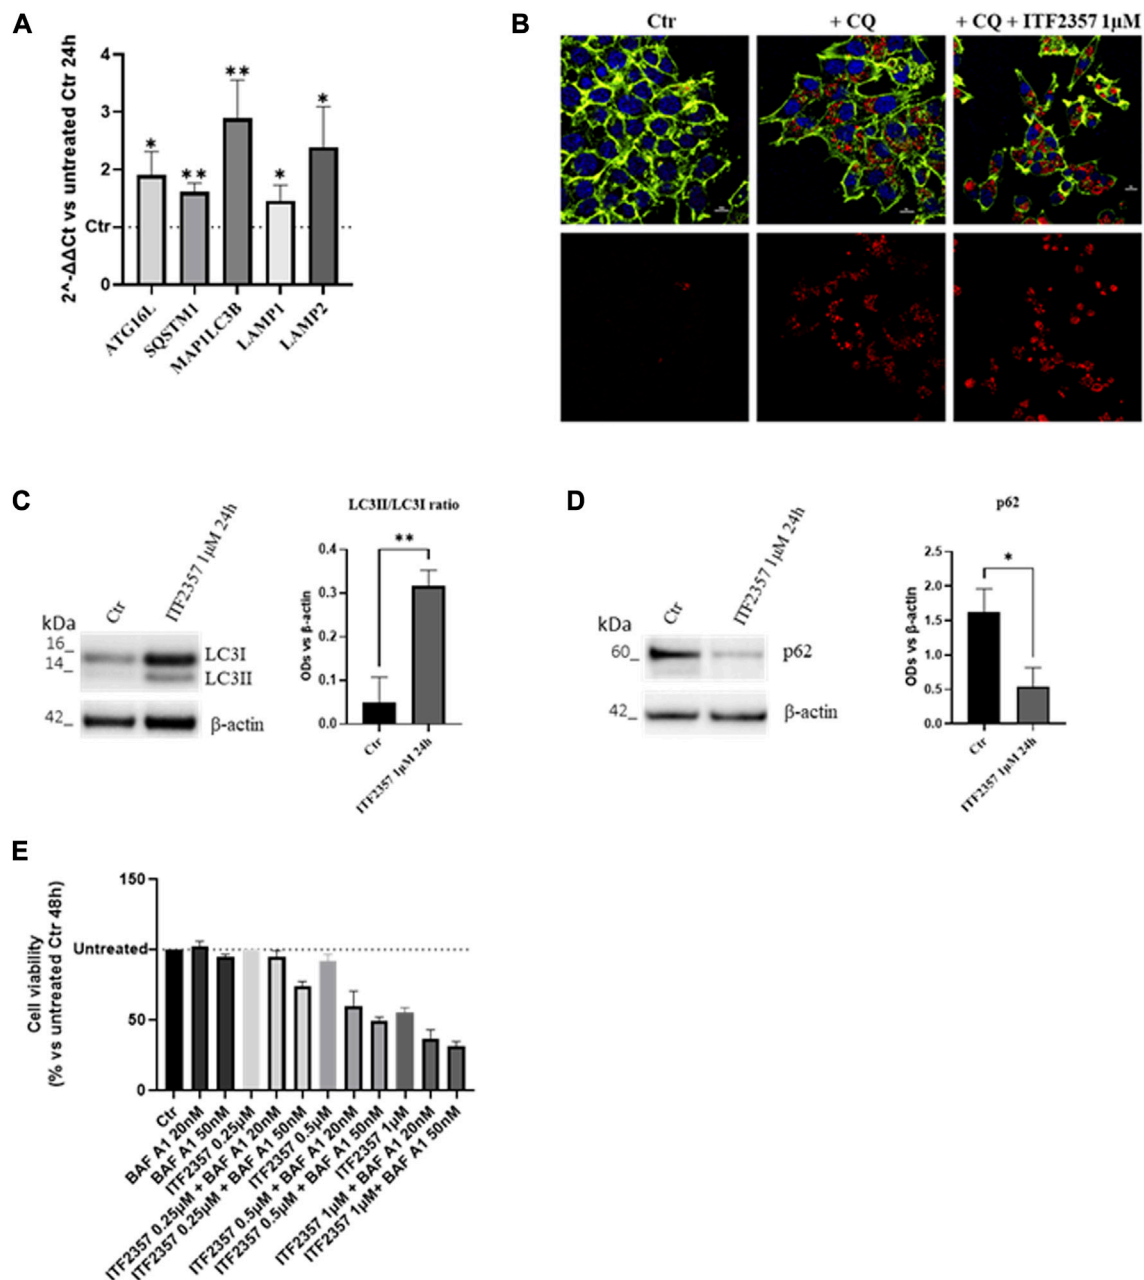 A
2^-ΔΔCt vs untreated Ctr 24h
4
3
2
Ctr
0
* ** ** * *
ATG16L
SQSTM1
MAP1LC3B
LAMP1
LAMP2
B
Ctr + CQ + CQ + ITF2357 1µM
C
kDa
Ctr
ITF2357 1µM 24h
16_
14_
LC3I
LC3II
42_
β-actin
LC3II/LC3I ratio
ODs vs β-actin
0.4
0.3
0.2
0.1
0.0
**
Ctr
ITF2357 1µM 24h
D
kDa
Ctr
ITF2357 1µM 24h
60_
p62
42_
β-actin
p62
ODs vs β-actin
2.5
2.0
1.5
1.0
0.5
0.0
*
Ctr
ITF2357 1µM 24h
E
Cell viability
(% vs untreated Ctr 48h)
150
Untreated
50
0
Ctr
BAF A1 20nM
BAF A1 50nM
ITF2357 0.25µM
ITF2357 0.25µM + BAF A1 20nM
ITF2357 0.25µM + BAF A1 50nM
ITF2357 0.5µM
ITF2357 0.5µM + BAF A1 20nM
ITF2357 0.5µM + BAF A1 50nM
ITF2357 1µM
ITF2357 1µM + BAF A1 20nM
ITF2357 1µM+ BAF A1 50nM